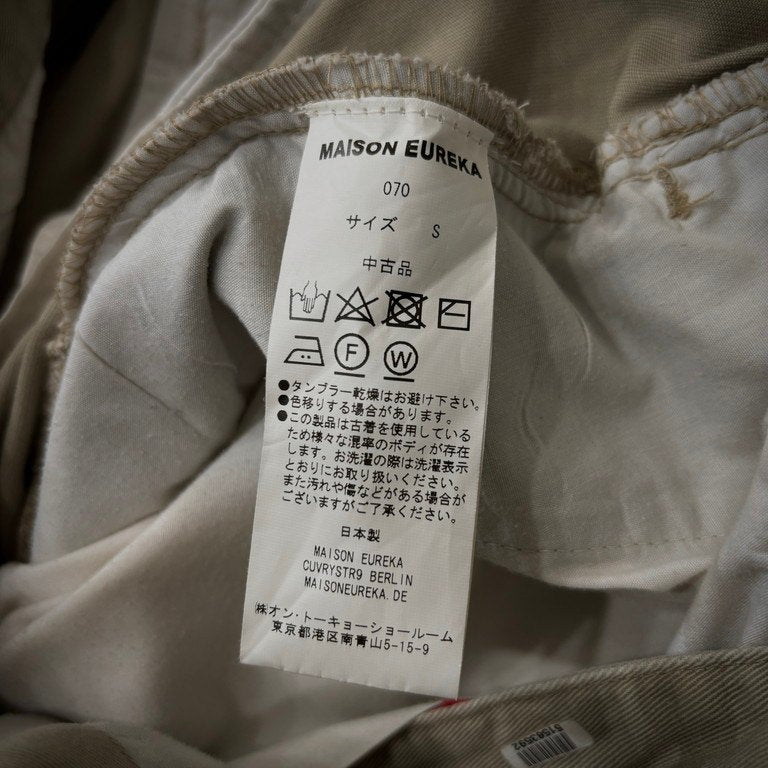 MAISON EUREKA
070
サイズ S
中古品
F W
●タンブラー乾燥はお避け下さい。
●色移りする場合があります。
●この製品は古着を使用している
ため様々な混率のボディが存在
します。お洗濯の際は洗濯表示
とおりにお取り扱いください。
また汚れや傷などがある場合が
ございますがご了承ください。
日本製
MAISON EUREKA
CUVRYSTR9 BERLIN
MAISONEUREKA.DE
㈱オン・トーキョーショールーム
東京都港区南青山5-15-9